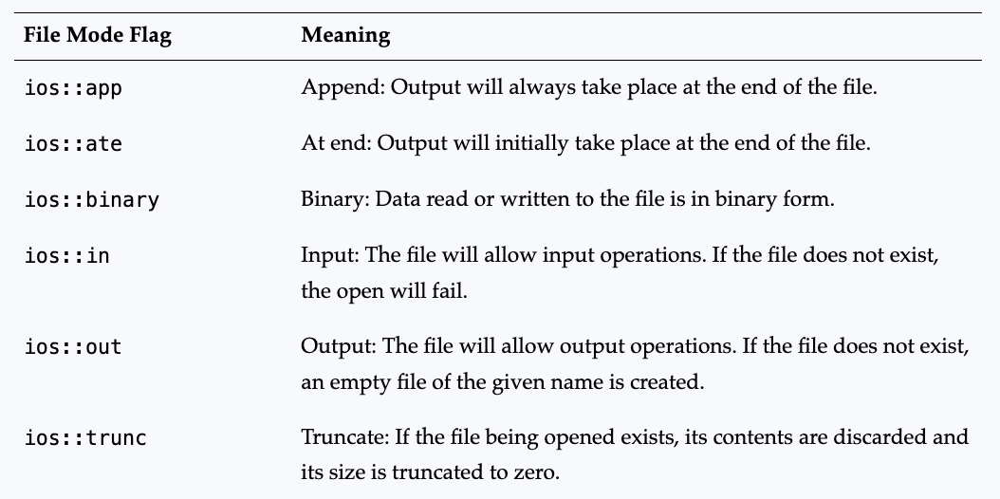 File Mode Flag Meaning
ios::app Append: Output will always take place at the end of the file.
ios::ate At end: Output will initially take place at the end of the file.
ios::binary Binary: Data read or written to the file is in binary form.
ios::in Input: The file will allow input operations. If the file does not exist,
the open will fail.
ios::out Output: The file will allow output operations. If the file does not exist,
an empty file of the given name is created.
ios::trunc Truncate: If the file being opened exists, its contents are discarded and
its size is truncated to zero.